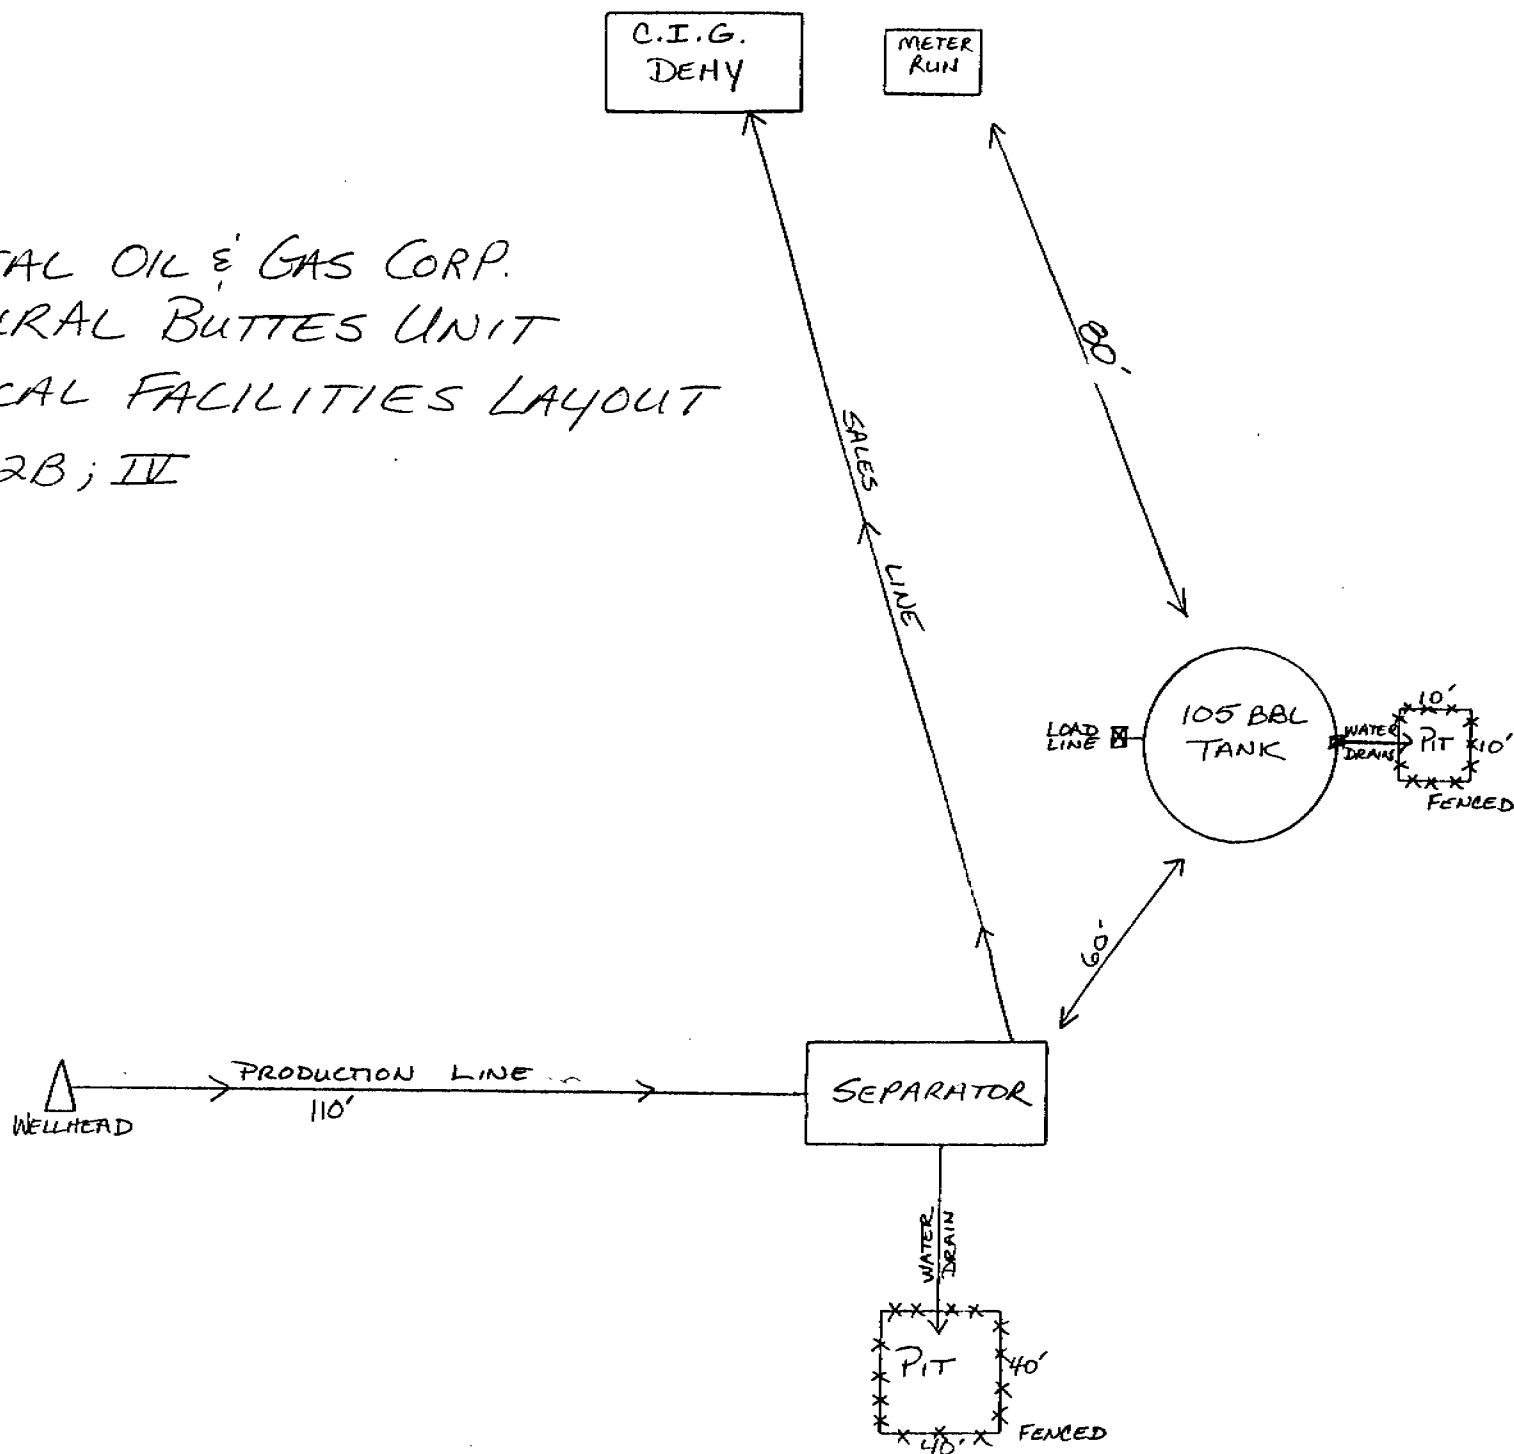 C.I.G.
DEHY
METER
RUN
TAL OIL & GAS CORP.
URAL BUTTES UNIT
CAL FACILITIES LAYOUT
2B; IV
80'
SALES LINE
LOAD
LINE
105 BBL
TANK
WATER
DRAIN
10'
PIT
10'
FENCED
60'
WELLHEAD
PRODUCTION LINE
110'
SEPARATOR
WATER
DRAIN
PIT
40'
40'
FENCED